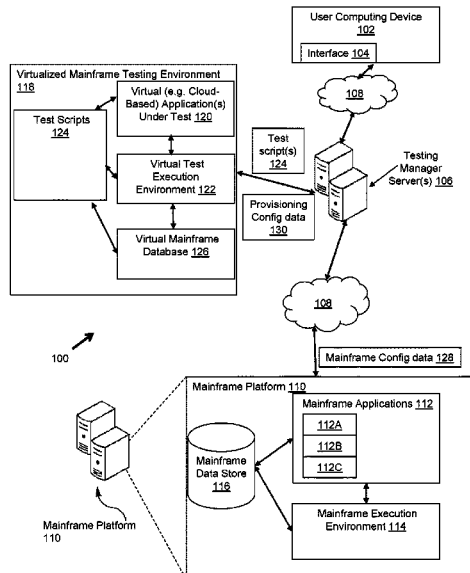 User Computing Device
102
Interface 104
108
Virtualized Mainframe Testing Environment
118
Virtual (e.g. Cloud-
Based) Application(s)
Under Test 120
Test Scripts
124
Virtual Test
Execution
Environment 122
Virtual Mainframe
Database 126
Test
script(s)
124
Provisioning
Config data
130
Testing
Manager
Server(s) 106
108
100
Mainframe Config data 128
Mainframe Platform 110
Mainframe Applications 112
112A
112B
112C
Mainframe
Data Store
116
Mainframe Execution
Environment 114
Mainframe Platform
110